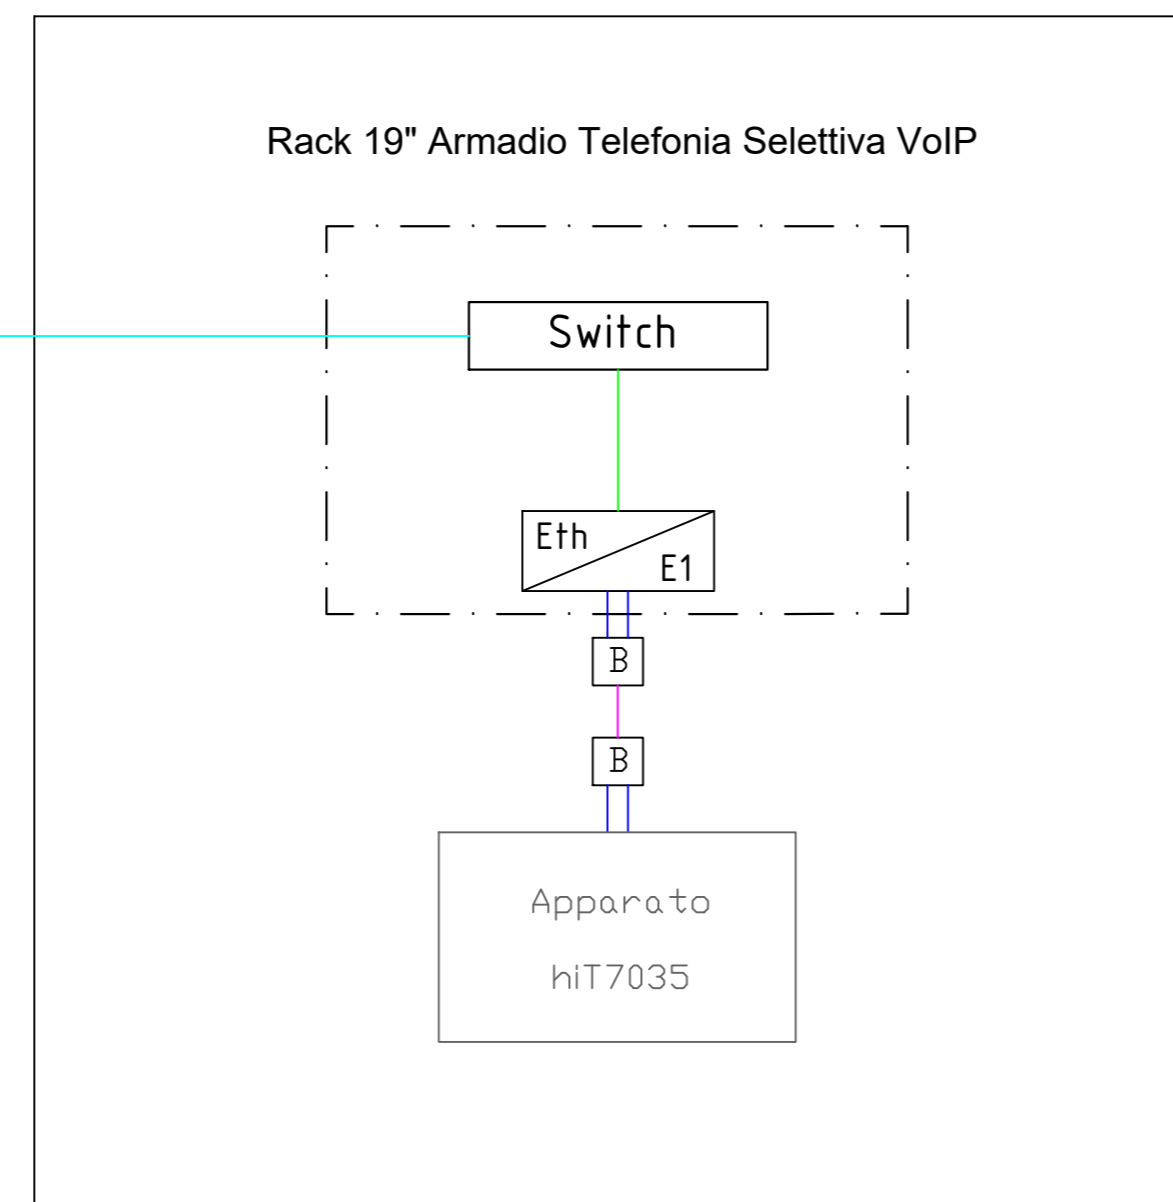 Rack 19" Armadio Telefonia Selettiva VoIP
Switch
Eth
E1
B
B
Apparato
hiT7035